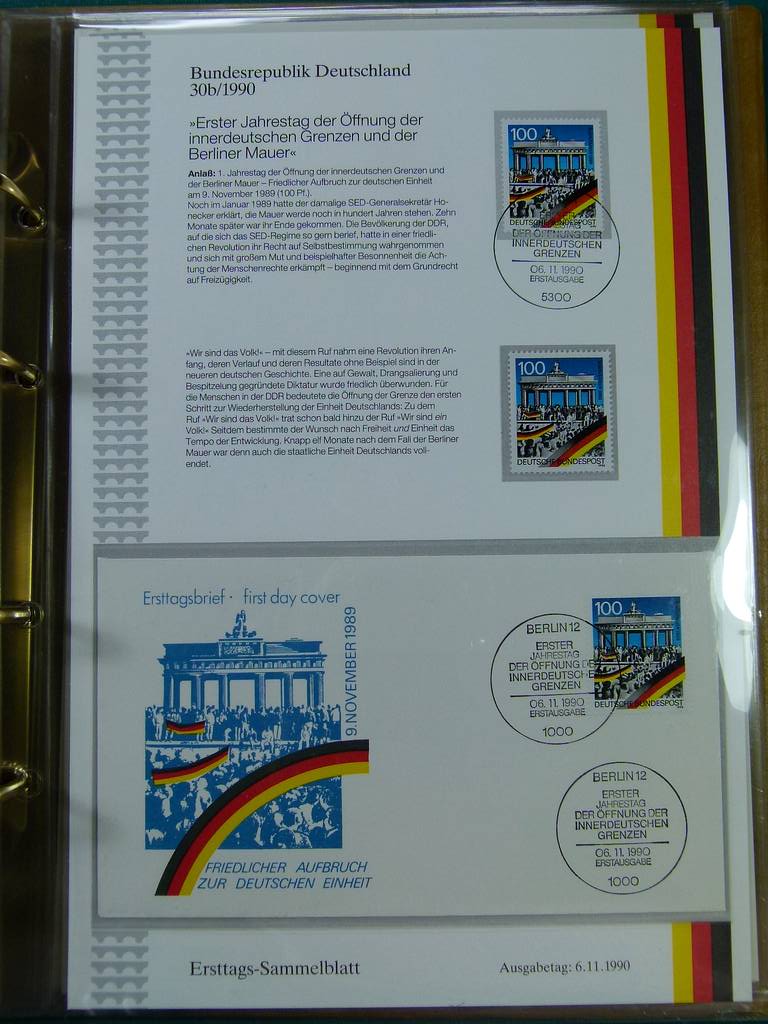 Bundesrepublik Deutschland
30b/1990
»Erster Jahrestag der Öffnung der
innerdeutschen Grenzen und der
Berliner Mauer«
Anlaß: 1. Jahrestag der Öffnung der innerdeutschen Grenzen und
der Berliner Mauer – Friedlicher Aufbruch zur deutschen Einheit
am 9. November 1989 (100 Pf.).
Noch im Januar 1989 hatte der damalige SED-Generalsekretär Ho-
necker erklärt, die Mauer werde noch in hundert Jahren stehen. Zehn
Monate später war ihr Ende gekommen. Die Bevölkerung der DDR,
auf die sich das SED-Regime so gern berief, hatte in einer friedli-
chen Revolution ihr Recht auf Selbstbestimmung wahrgenommen
und sich mit großem Mut und beispielhafter Besonnenheit die Ach-
tung der Menschenrechte erkämpft – beginnend mit dem Grundrecht
auf Freizügigkeit.
100
DEUTSCHE BUNDESPOST
DER ÖFFNUNG DER
INNERDEUTSCHEN
GRENZEN
06.11.1990
ERSTAUSGABE
5300
»Wir sind das Volk!« – mit diesem Ruf nahm eine Revolution ihren An-
fang, deren Verlauf und deren Resultate ohne Beispiel sind in der
neueren deutschen Geschichte. Eine auf Gewalt, Drangsalierung und
Bespitzelung gegründete Diktatur wurde friedlich überwunden. Für
die Menschen in der DDR bedeutete die Öffnung der Grenze den ersten
Schritt zur Wiederherstellung der Einheit Deutschlands: Zu dem
Ruf »Wir sind das Volk!« trat schon bald hinzu der Ruf »Wir sind ein
Volk!« Seitdem bestimmte der Wunsch nach Freiheit und Einheit das
Tempo der Entwicklung. Knapp elf Monate nach dem Fall der Berliner
Mauer war denn auch die staatliche Einheit Deutschlands voll-
endet.
100
DEUTSCHE BUNDESPOST
Ersttagsbrief · first day cover
9. NOVEMBER 1989
FRIEDLICHER AUFBRUCH
ZUR DEUTSCHEN EINHEIT
100
DEUTSCHE BUNDESPOST
BERLIN 12
ERSTER
JAHRESTAG
DER ÖFFNUNG DER
INNERDEUTSCHEN
GRENZEN
06.11.1990
ERSTAUSGABE
1000
BERLIN 12
ERSTER
JAHRESTAG
DER ÖFFNUNG DER
INNERDEUTSCHEN
GRENZEN
06.11.1990
ERSTAUSGABE
1000
Ersttags-Sammelblatt
Ausgabetag: 6.11.1990